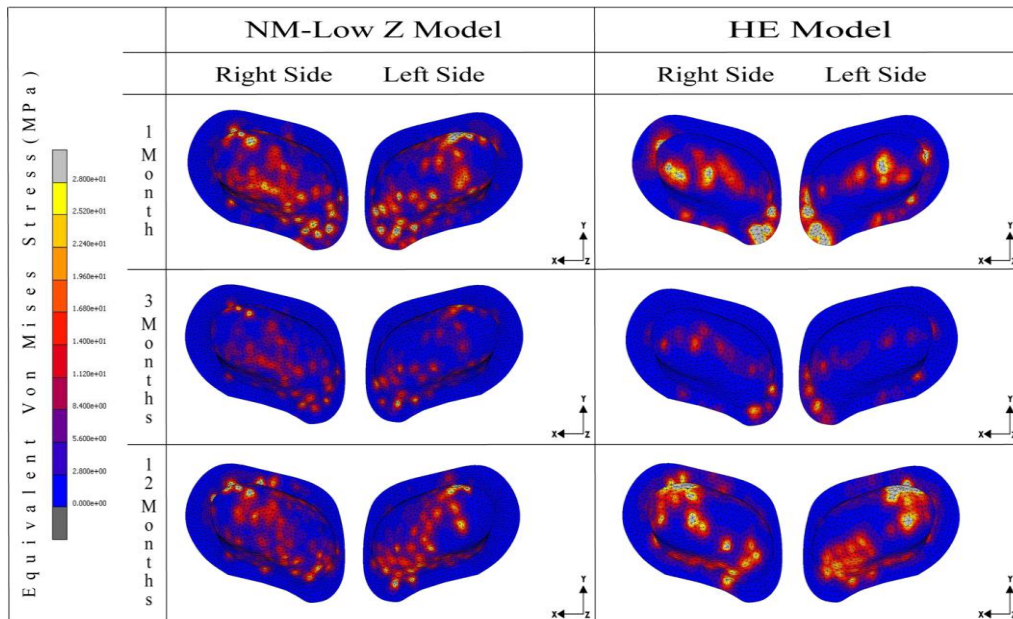 NM-Low Z Model
HE Model
Right Side
Left Side
Right Side
Left Side
Equivalent Von Mises Stress(MPa)
2.800e+01
2.520e+01
2.240e+01
1.960e+01
1.680e+01
1.400e+01
1.120e+01
8.400e+00
5.600e+00
2.800e+00
0.000e+00
1 Month
Y
X
Z
Y
X
Z
3 Months
Y
X
Z
Y
X
Z
12 Months
Y
X
Z
Y
X
Z